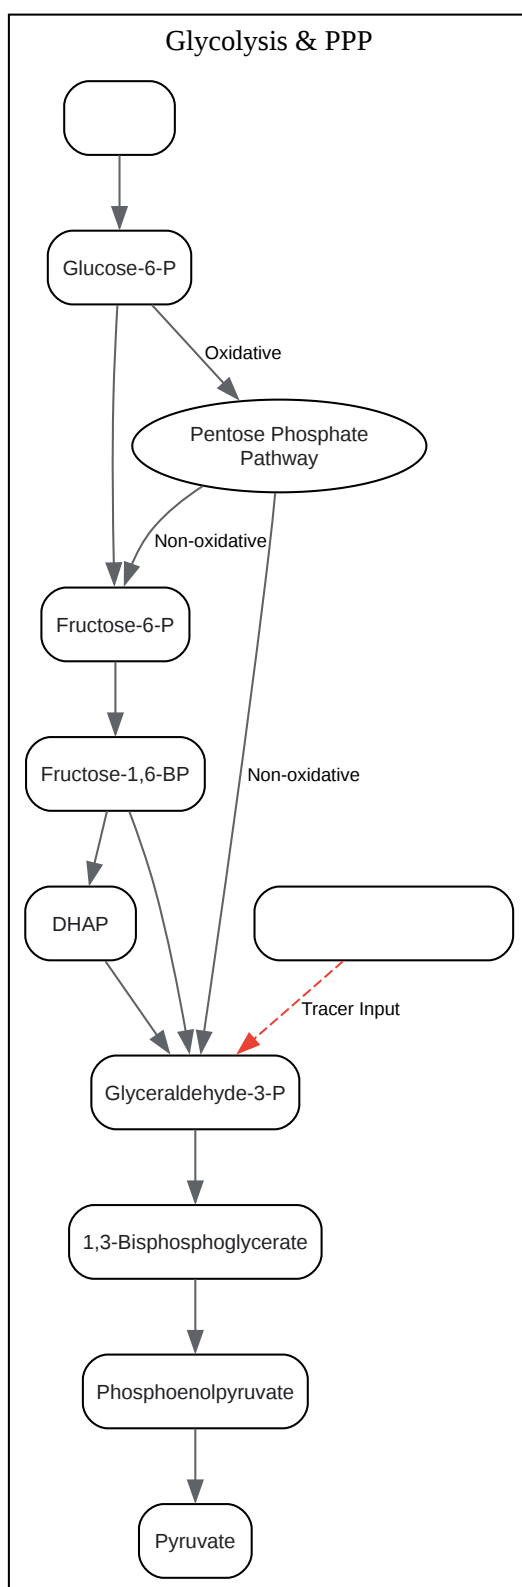 Glycolysis & PPP
Glucose-6-P
Oxidative
Pentose Phosphate
Pathway
Non-oxidative
Fructose-6-P
Fructose-1,6-BP
Non-oxidative
DHAP
Tracer Input
Glyceraldehyde-3-P
1,3-Bisphosphoglycerate
Phosphoenolpyruvate
Pyruvate